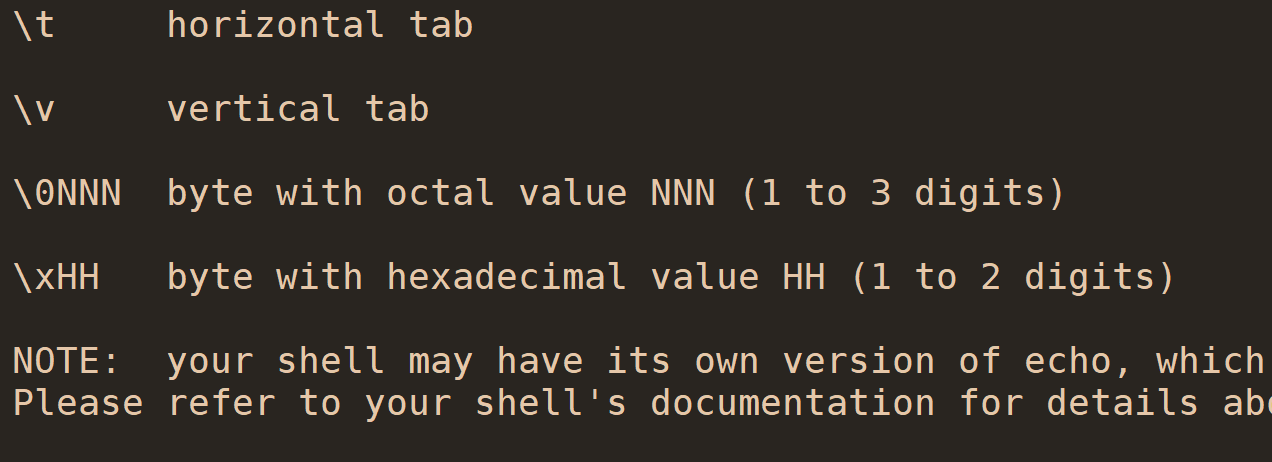 \t     horizontal tab
\v     vertical tab
\0NNN  byte with octal value NNN (1 to 3 digits)
\xHH   byte with hexadecimal value HH (1 to 2 digits)
NOTE:  your shell may have its own version of echo, which
Please refer to your shell's documentation for details